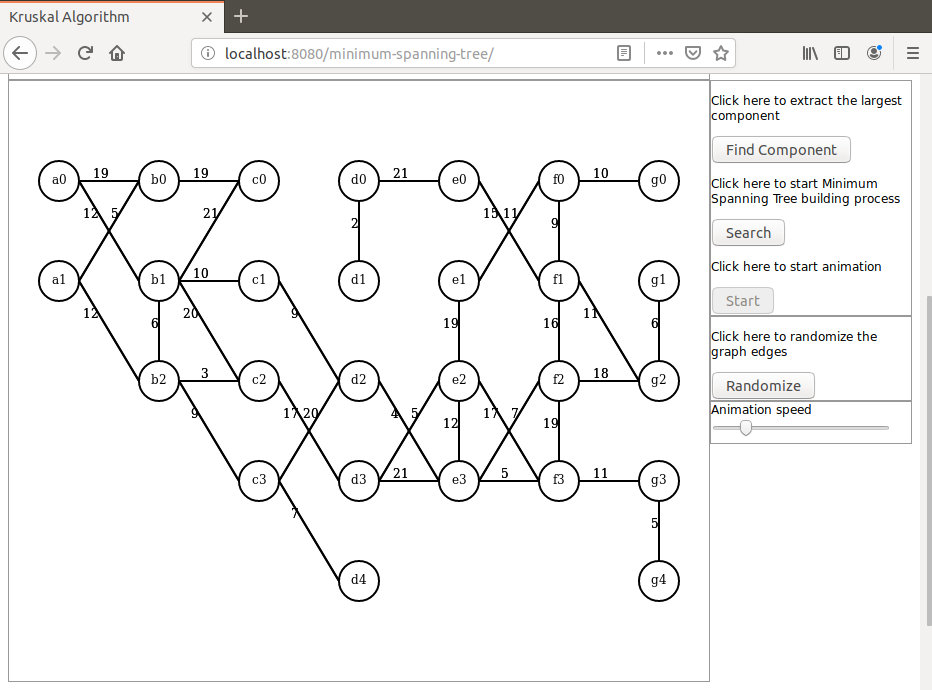 Kruskal Algorithm
localhost:8080/minimum-spanning-tree/
Click here to extract the largest
component
Find Component
Click here to start Minimum
Spanning Tree building process
Search
Click here to start animation
Start
Click here to randomize the
graph edges
Randomize
Animation speed
a0 19 b0 19 c0 d0 21 e0 f0 10 g0
12 5 21 2 15 11 9
a1 b1 10 c1 d1 e1 f1 g1
12 6 20 9 19 16 11 6
b2 3 c2 d2 e2 f2 18 g2
9 17 20 4 5 12 17 7 19
c3 d3 21 e3 5 f3 11 g3
7 5
d4 g4